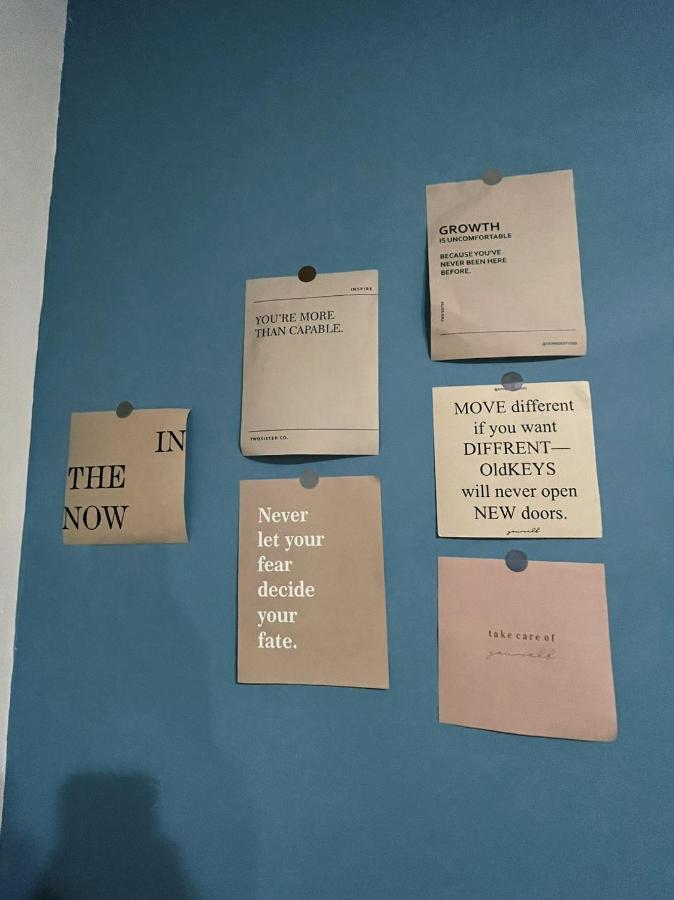 IN
THE
NOW
INSPIRE
YOU'RE MORE
THAN CAPABLE.
TWOSISTER CO.
Never
let your
fear
decide
your
fate.
GROWTH
IS UNCOMFORTABLE
BECAUSE YOU'VE
NEVER BEEN HERE
BEFORE.
MOVE different
if you want
DIFFRENT—
OldKEYS
will never open
NEW doors.
yourself
take care of
yourself